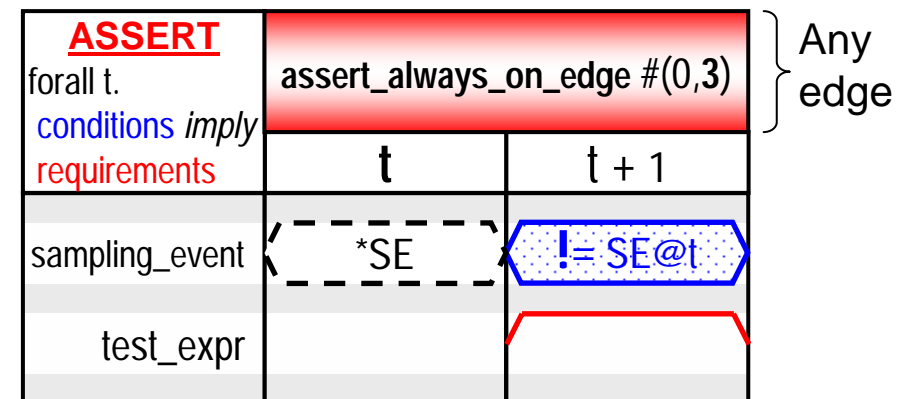 ASSERT
forall t.
conditions imply
requirements
assert_always_on_edge #(0,3)
Any
edge
t
t + 1
sampling_event
*SE
!= SE@t
test_expr